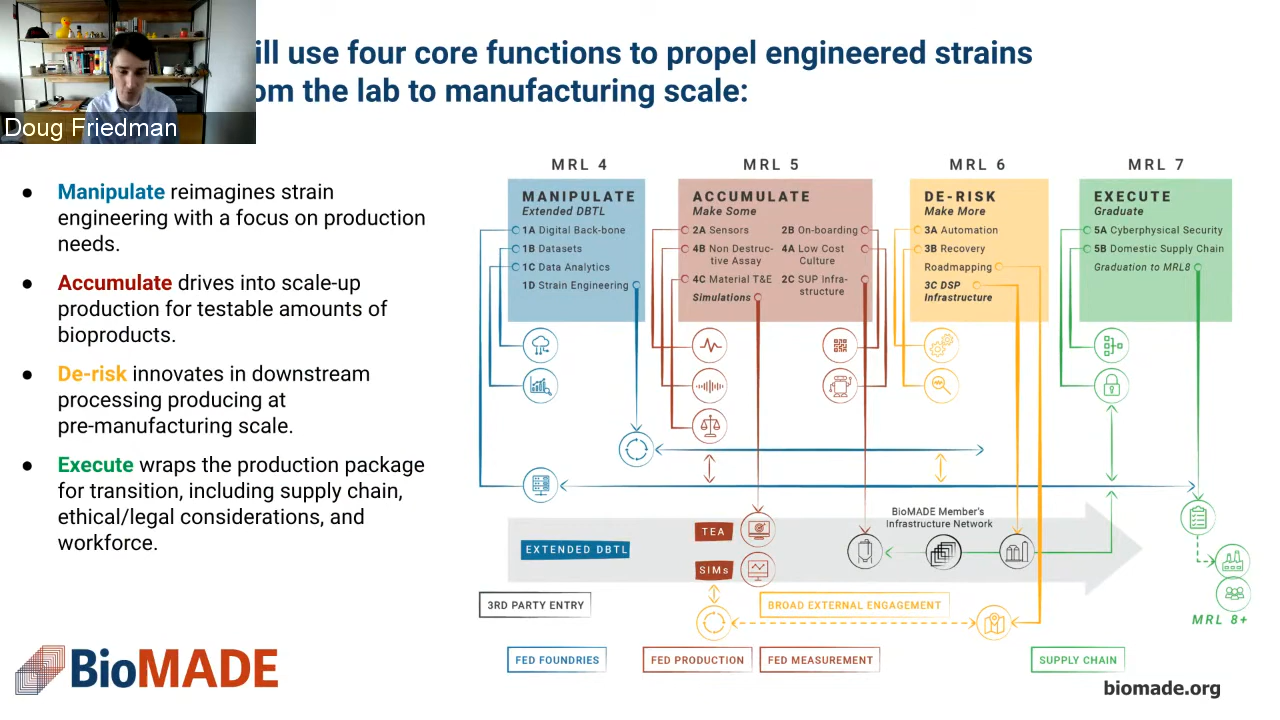 ill use four core functions to propel engineered strains
om the lab to manufacturing scale:
Doug Friedman
● Manipulate reimagines strain
engineering with a focus on production
needs.
● Accumulate drives into scale-up
production for testable amounts of
bioproducts.
● De-risk innovates in downstream
processing producing at
pre-manufacturing scale.
● Execute wraps the production package
for transition, including supply chain,
ethical/legal considerations, and
workforce.
MRL 4
MANIPULATE
Extended DBTL
1A Digital Back-bone
1B Datasets
1C Data Analytics
1D Strain Engineering
MRL 5
ACCUMULATE
Make Some
2A Sensors
4B Non Destruc-
tive Assay
4C Material T&E
Simulations
2B On-boarding
4A Low Cost
Culture
2C SUP Infra-
structure
MRL 6
DE-RISK
Make More
3A Automation
3B Recovery
Roadmapping
3C DSP
Infrastructure
MRL 7
EXECUTE
Graduate
5A Cyberphysical Security
5B Domestic Supply Chain
Graduation to MRL8
BioMADE Member's
Infrastructure Network
TEA
EXTENDED DBTL
SIMs
3RD PARTY ENTRY
BROAD EXTERNAL ENGAGEMENT
MRL 8+
FED FOUNDRIES
FED PRODUCTION
FED MEASUREMENT
SUPPLY CHAIN
BioMADE
biomade.org